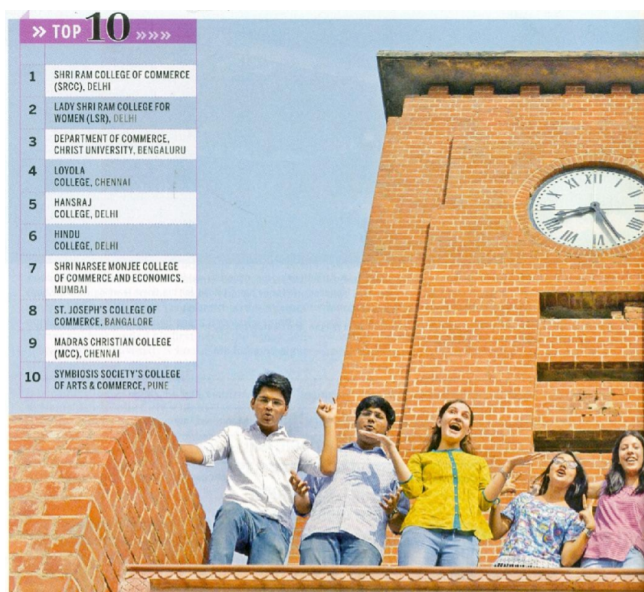 » TOP 10 »»»
1 SHRI RAM COLLEGE OF COMMERCE
(SRCC), DELHI
2 LADY SHRI RAM COLLEGE FOR
WOMEN (LSR), DELHI
3 DEPARTMENT OF COMMERCE,
CHRIST UNIVERSITY, BENGALURU
4 LOYOLA
COLLEGE, CHENNAI
5 HANSRAJ
COLLEGE, DELHI
6 HINDU
COLLEGE, DELHI
7 SHRI NARSEE MONJEE COLLEGE
OF COMMERCE AND ECONOMICS,
MUMBAI
8 ST. JOSEPH'S COLLEGE OF
COMMERCE, BANGALORE
9 MADRAS CHRISTIAN COLLEGE
(MCC), CHENNAI
10 SYMBIOSIS SOCIETY'S COLLEGE
OF ARTS & COMMERCE, PUNE